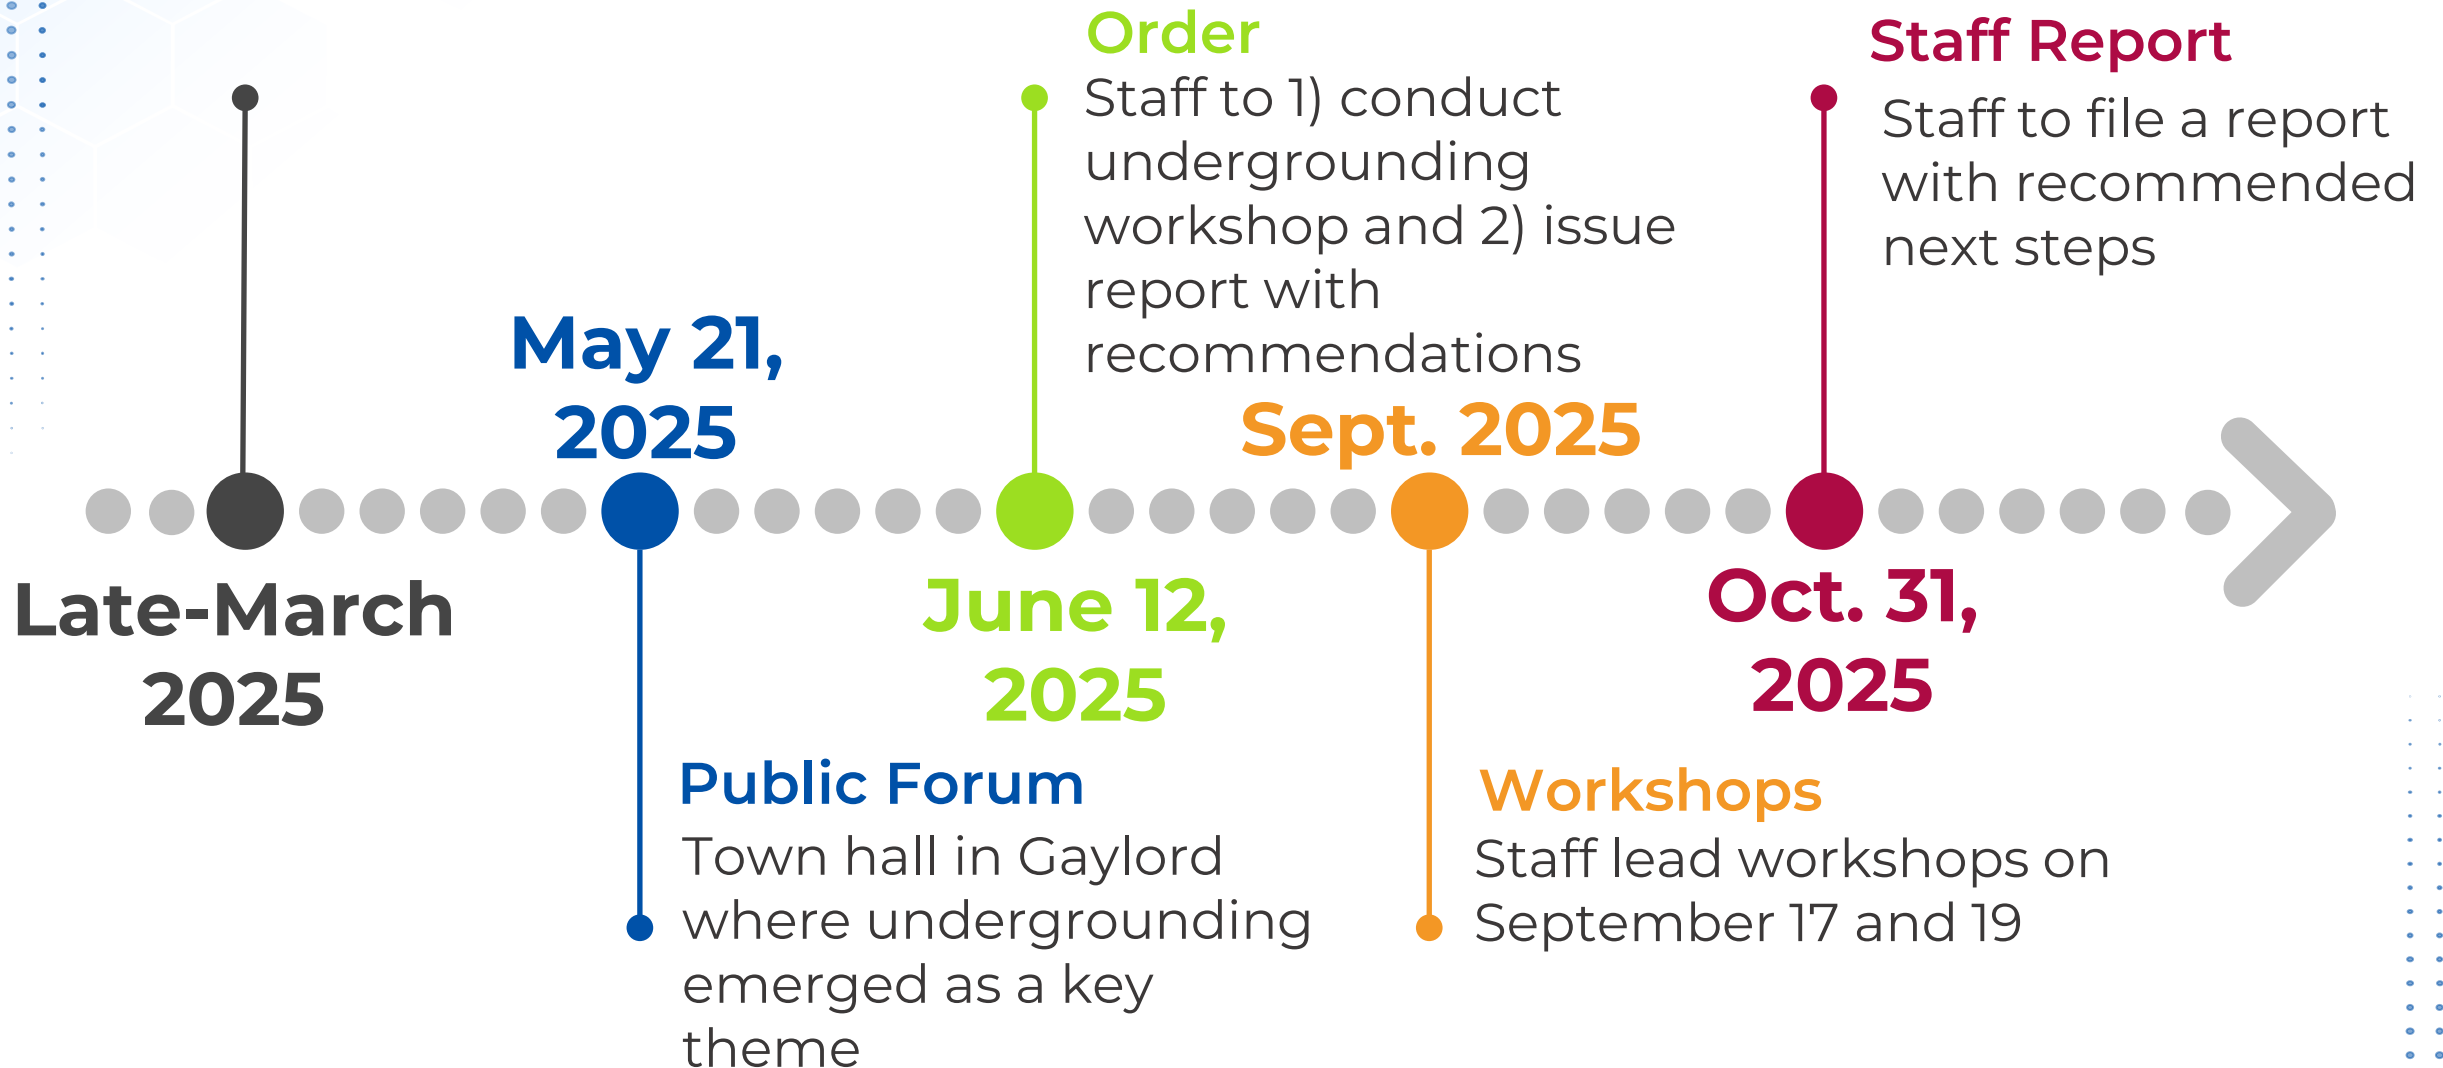 Late-March
2025
May 21,
2025
Public Forum
Town hall in Gaylord
where undergrounding
emerged as a key
theme
Order
Staff to 1) conduct
undergrounding
workshop and 2) issue
report with
recommendations
June 12,
2025
Sept. 2025
Workshops
Staff lead workshops on
September 17 and 19
Staff Report
Staff to file a report
with recommended
next steps
Oct. 31,
2025